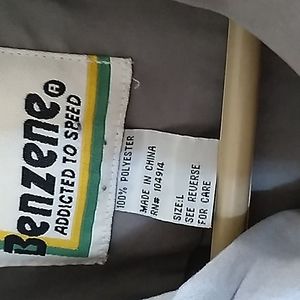 Benzene
ADDICTED TO SPEED
100% POLYESTER
MADE IN CHINA
RN# 104914
SIZE:L
SEE REVERSE
FOR CARE